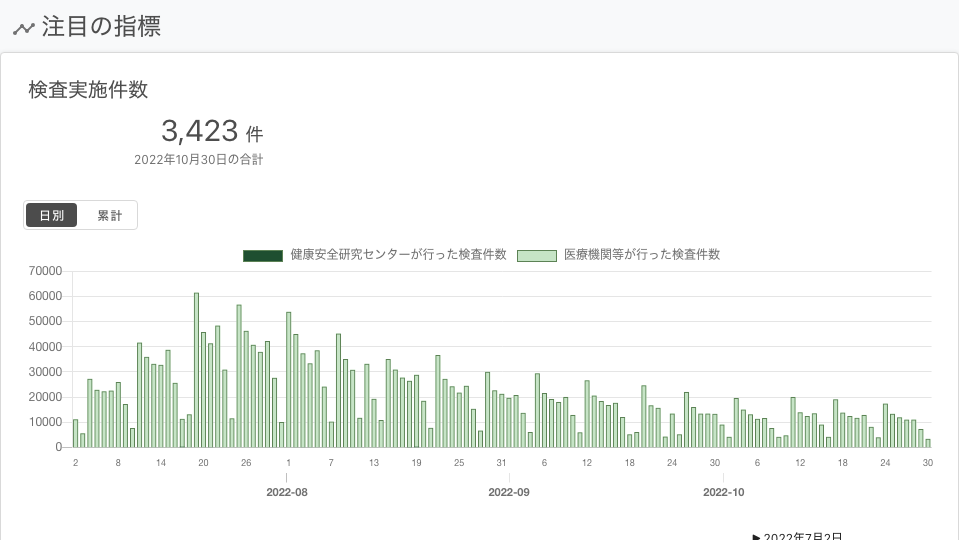 注目の指標
検査実施件数
3,423 件
2022年10月30日の合計
日別 累計
健康安全研究センターが行った検査件数 医療機関等が行った検査件数
70000
60000
50000
40000
30000
20000
10000
0
2 8 14 20 26 1 7 13 19 25 31 6 12 18 24 30 6 12 18 24 30
2022-08 2022-09 2022-10
▶ 2022年7月2日